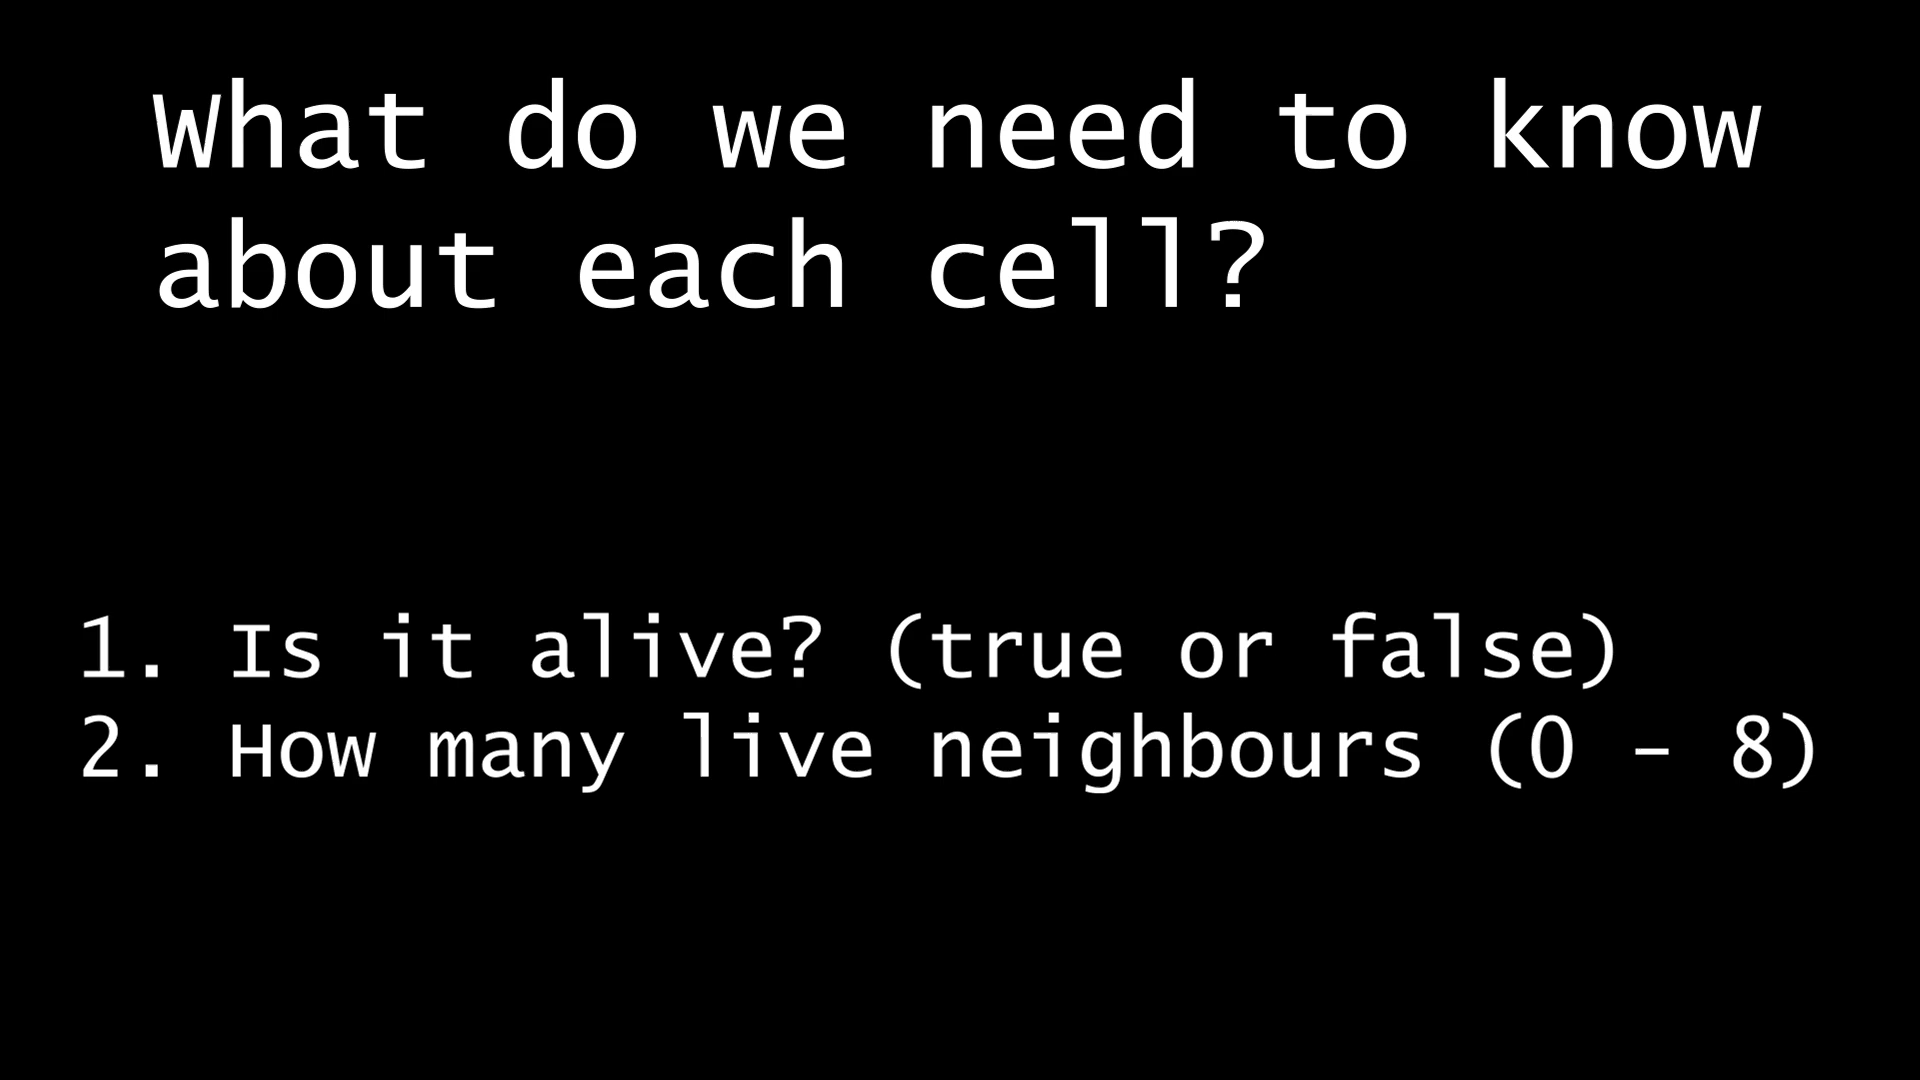 What do we need to know
about each cell?
1. Is it alive? (true or false)
2. How many live neighbours (0 – 8)